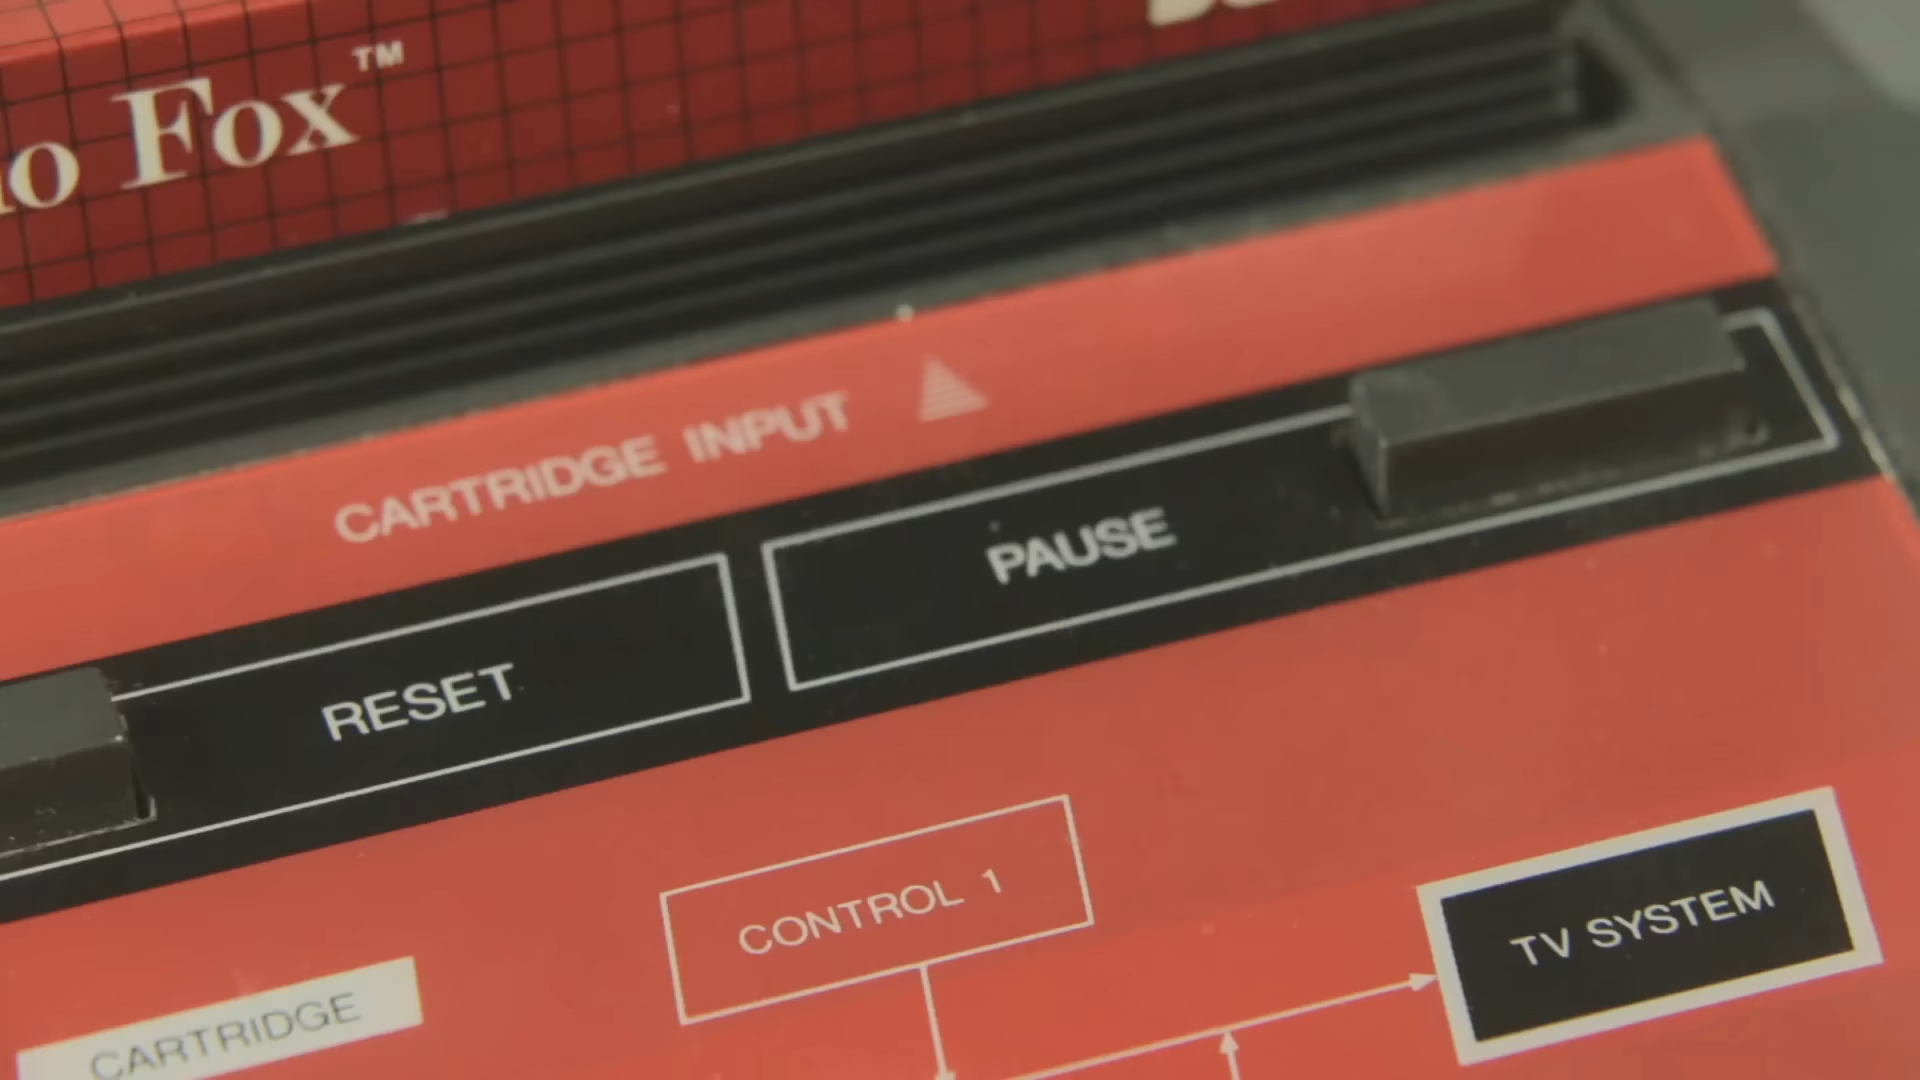 o Fox™
CARTRIDGE INPUT
RESET
PAUSE
CONTROL 1
TV SYSTEM
CARTRIDGE